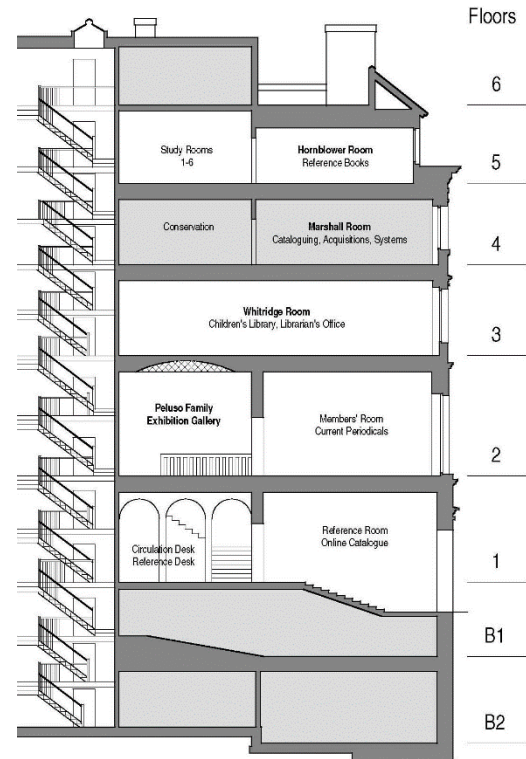 Floors
6
Study Rooms
1-6
Hornblower Room
Reference Books
5
Conservation
Marshall Room
Cataloguing, Acquisitions, Systems
4
Whitridge Room
Children's Library, Librarian's Office
3
Peluso Family
Exhibition Gallery
Members' Room
Current Periodicals
2
Circulation Desk
Reference Desk
Reference Room
Online Catalogue
1
B1
B2